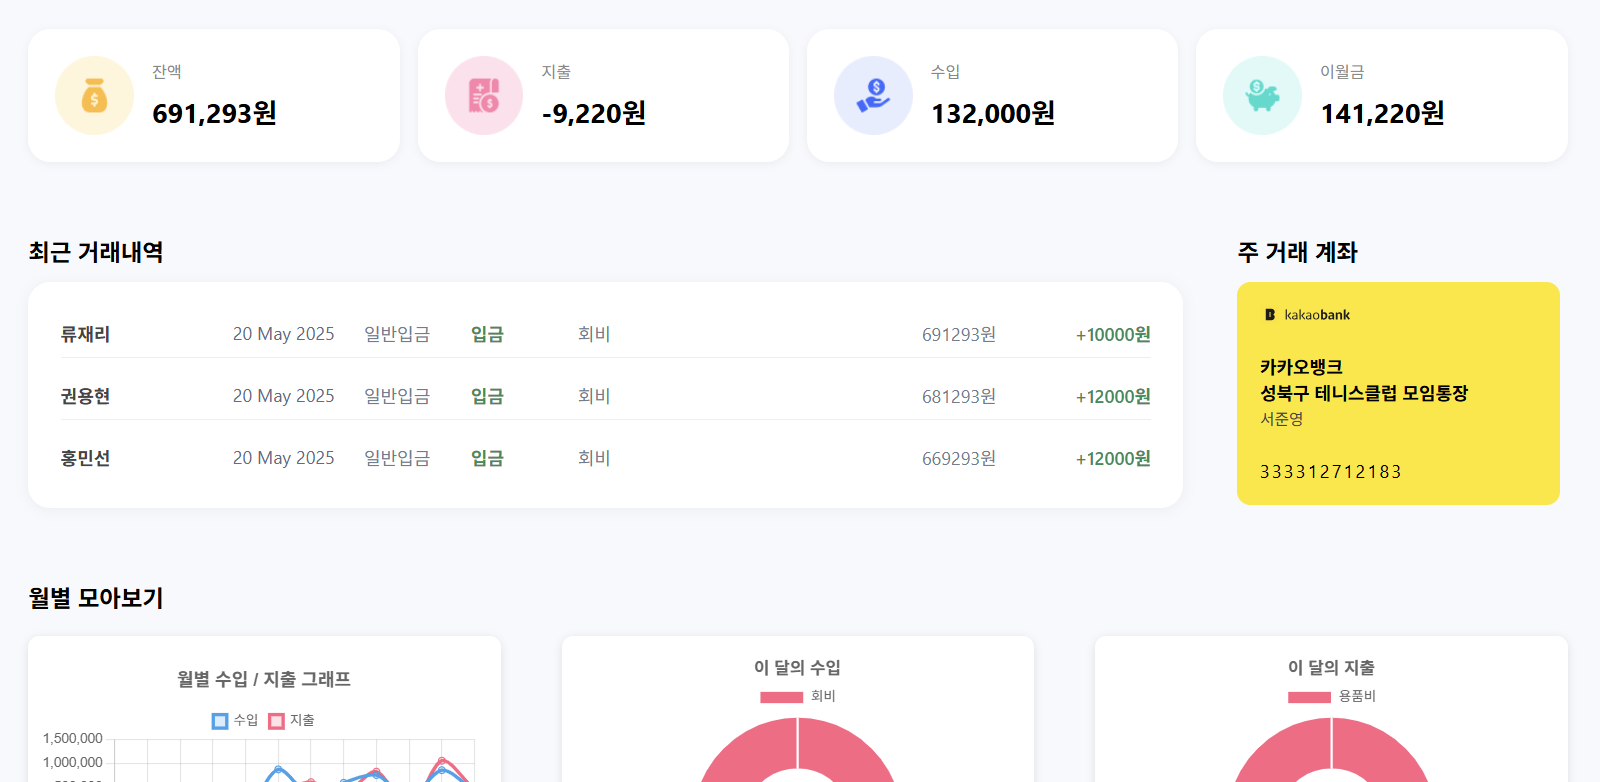 잔액
691,293원
지출
-9,220원
수입
132,000원
이월금
141,220원
최근 거래내역
류재리 20 May 2025 일반입금 입금 회비 691293원 +10000원
권용현 20 May 2025 일반입금 입금 회비 681293원 +12000원
홍민선 20 May 2025 일반입금 입금 회비 669293원 +12000원
주 거래 계좌
kakaobank
카카오뱅크
성북구 테니스클럽 모임통장
서준영
333312712183
월별 모아보기
월별 수입 / 지출 그래프
수입 지출
1,500,000
1,000,000
이 달의 수입
회비
이 달의 지출
용품비